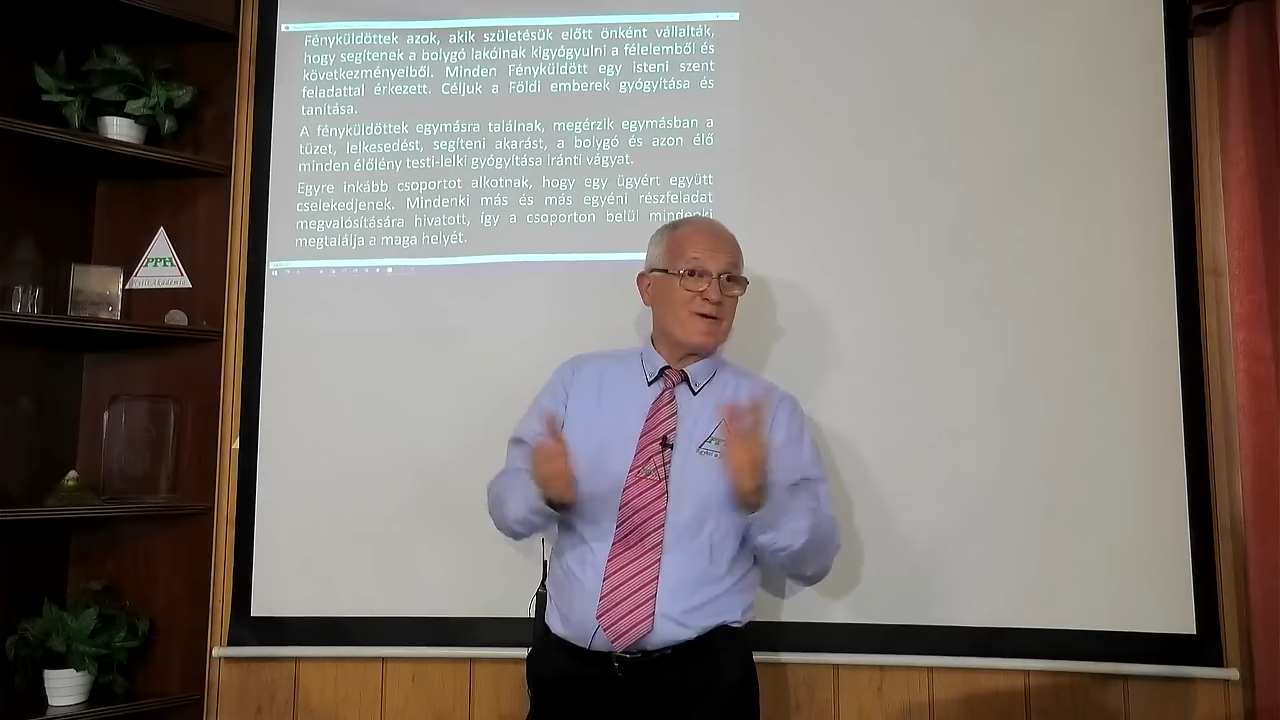 Fényküldöttek azok, akik születésük előtt önként vállalták,
hogy segítenek a bolygó lakóinak kigyógyulni a félelemből és
következményeiből. Minden Fényküldött egy isteni szent
feladattal érkezett. Céljuk a Földi emberek gyógyítása és
tanítása.
A fényküldöttek egymásra találnak, megérzik egymásban a
tüzet, lelkesedést, segíteni akarást, a bolygó és azon élő
minden élőlény testi-lelki gyógyítása iránti vágyat.
Egyre inkább csoportot alkotnak, hogy egy ügyért együtt
cselekedjenek. Mindenki más és más egyéni részfeladat
megvalósítására hivatott, így a csoporton belül mindenki
megtalálja a maga helyét.
PPH
Nyílt Akadémia